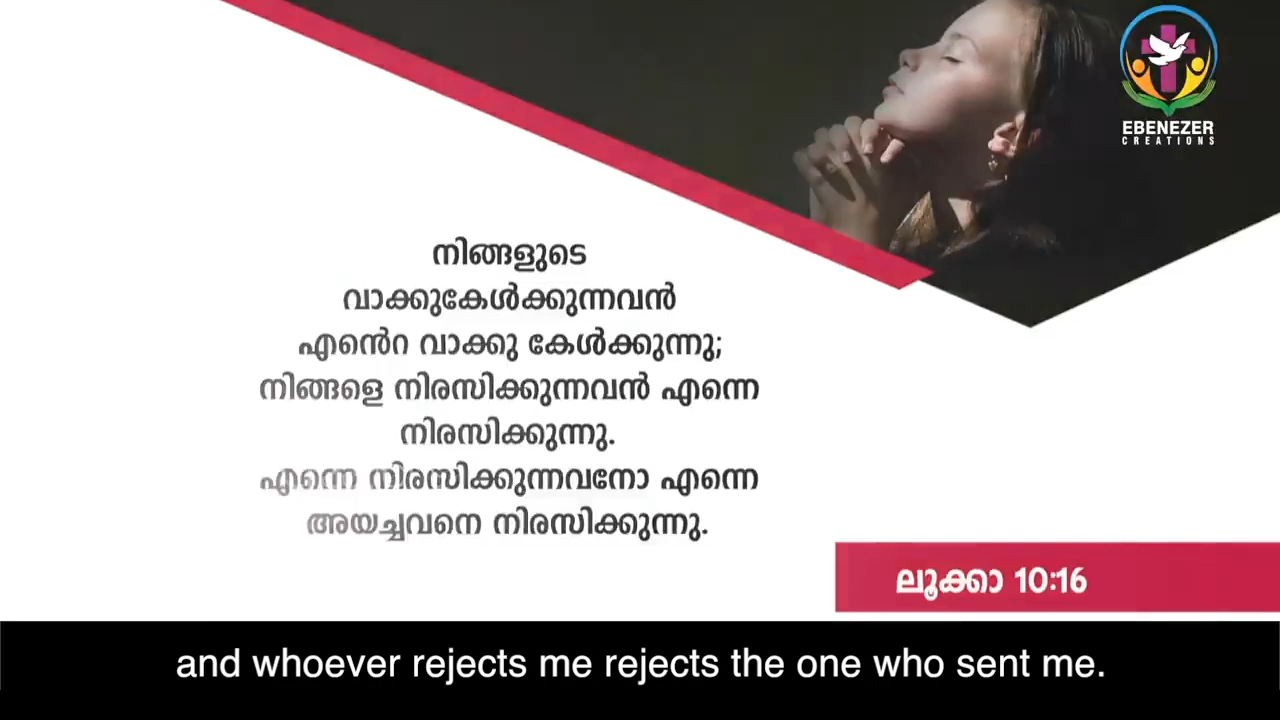 EBENEZER
CREATIONS
നിങ്ങളുടെ
വാക്കുകേൾക്കുന്നവൻ
എൻെറ വാക്കു കേൾക്കുന്നു;
നിങ്ങളെ നിരസിക്കുന്നവൻ എന്നെ
നിരസിക്കുന്നു.
എന്നെ നിരസിക്കുന്നവനോ എന്നെ
അയച്ചവനെ നിരസിക്കുന്നു.
ലൂക്കാ 10:16
and whoever rejects me rejects the one who sent me.